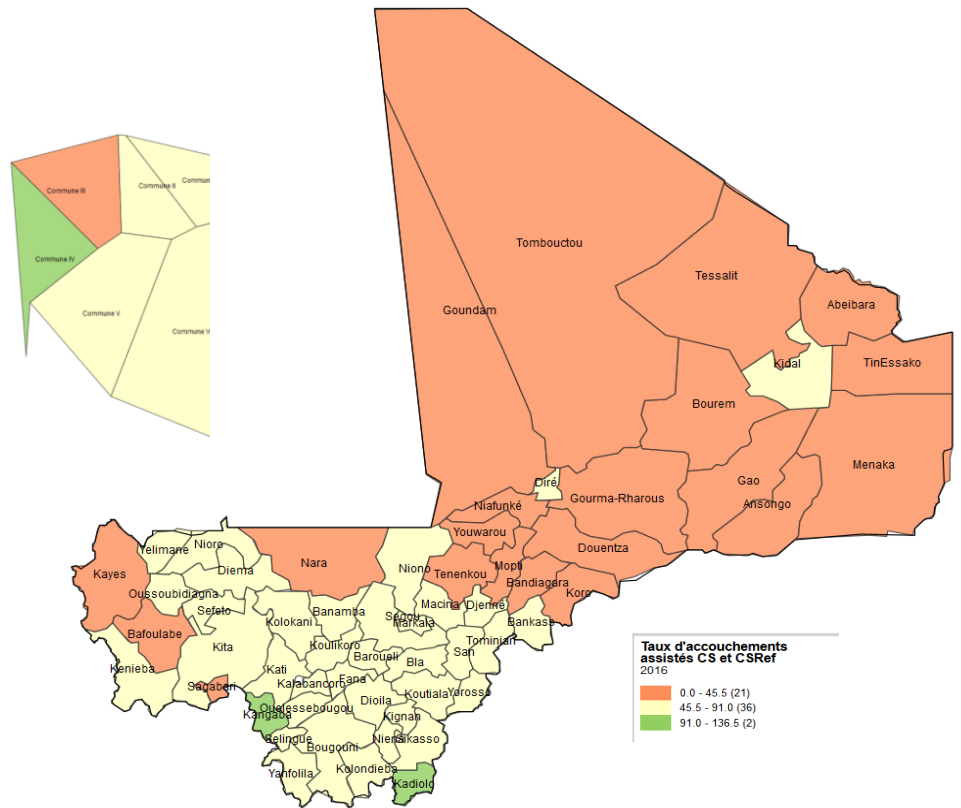 Commune III
Commune II
Commun
Commune IV
Commune V
Commune V
Tombouctou
Goundam
Tessalit
Abeibara
Kidal
TinEssako
Bourem
Menaka
Gao
Ansongo
Diré
Gourma-Rharous
Niafunké
Youwarou
Douentza
Nioro
Yelimane
Nara
Niono
Mopti
Kayes
Diema
Tenenkou
Bandiagara
Koro
Oussoubidiagna
Sefeto
Banamba
Macina
Djenné
Kolokani
Segou
Markala
Bankass
Bafoulabe
Kita
Koulikoro
Tominian
Kenieba
Kati
Baroueli
Bla
San
Sagabari
Kalabancoro
Fana
Koutiala
Yorosso
Ouelessebougou
Dioila
Kangaba
Kignan
Selingue
Niena
Sikasso
Bougouni
Yanfolila
Kolondieba
Kadiolo
Taux d'accouchements
assistés CS et CSRef
2016
0.0 - 45.5 (21)
45.5 - 91.0 (36)
91.0 - 136.5 (2)